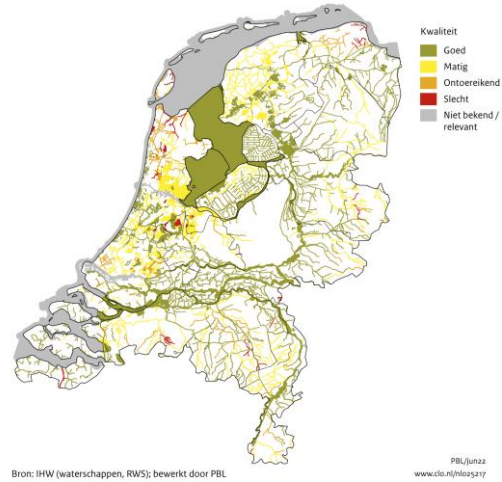 Kwaliteit
Goed
Matig
Ontoereikend
Slecht
Niet bekend /
relevant
PBL/jun22
Bron: IHW (waterschappen, RWS); bewerkt door PBL
www.clo.nl/nl025217